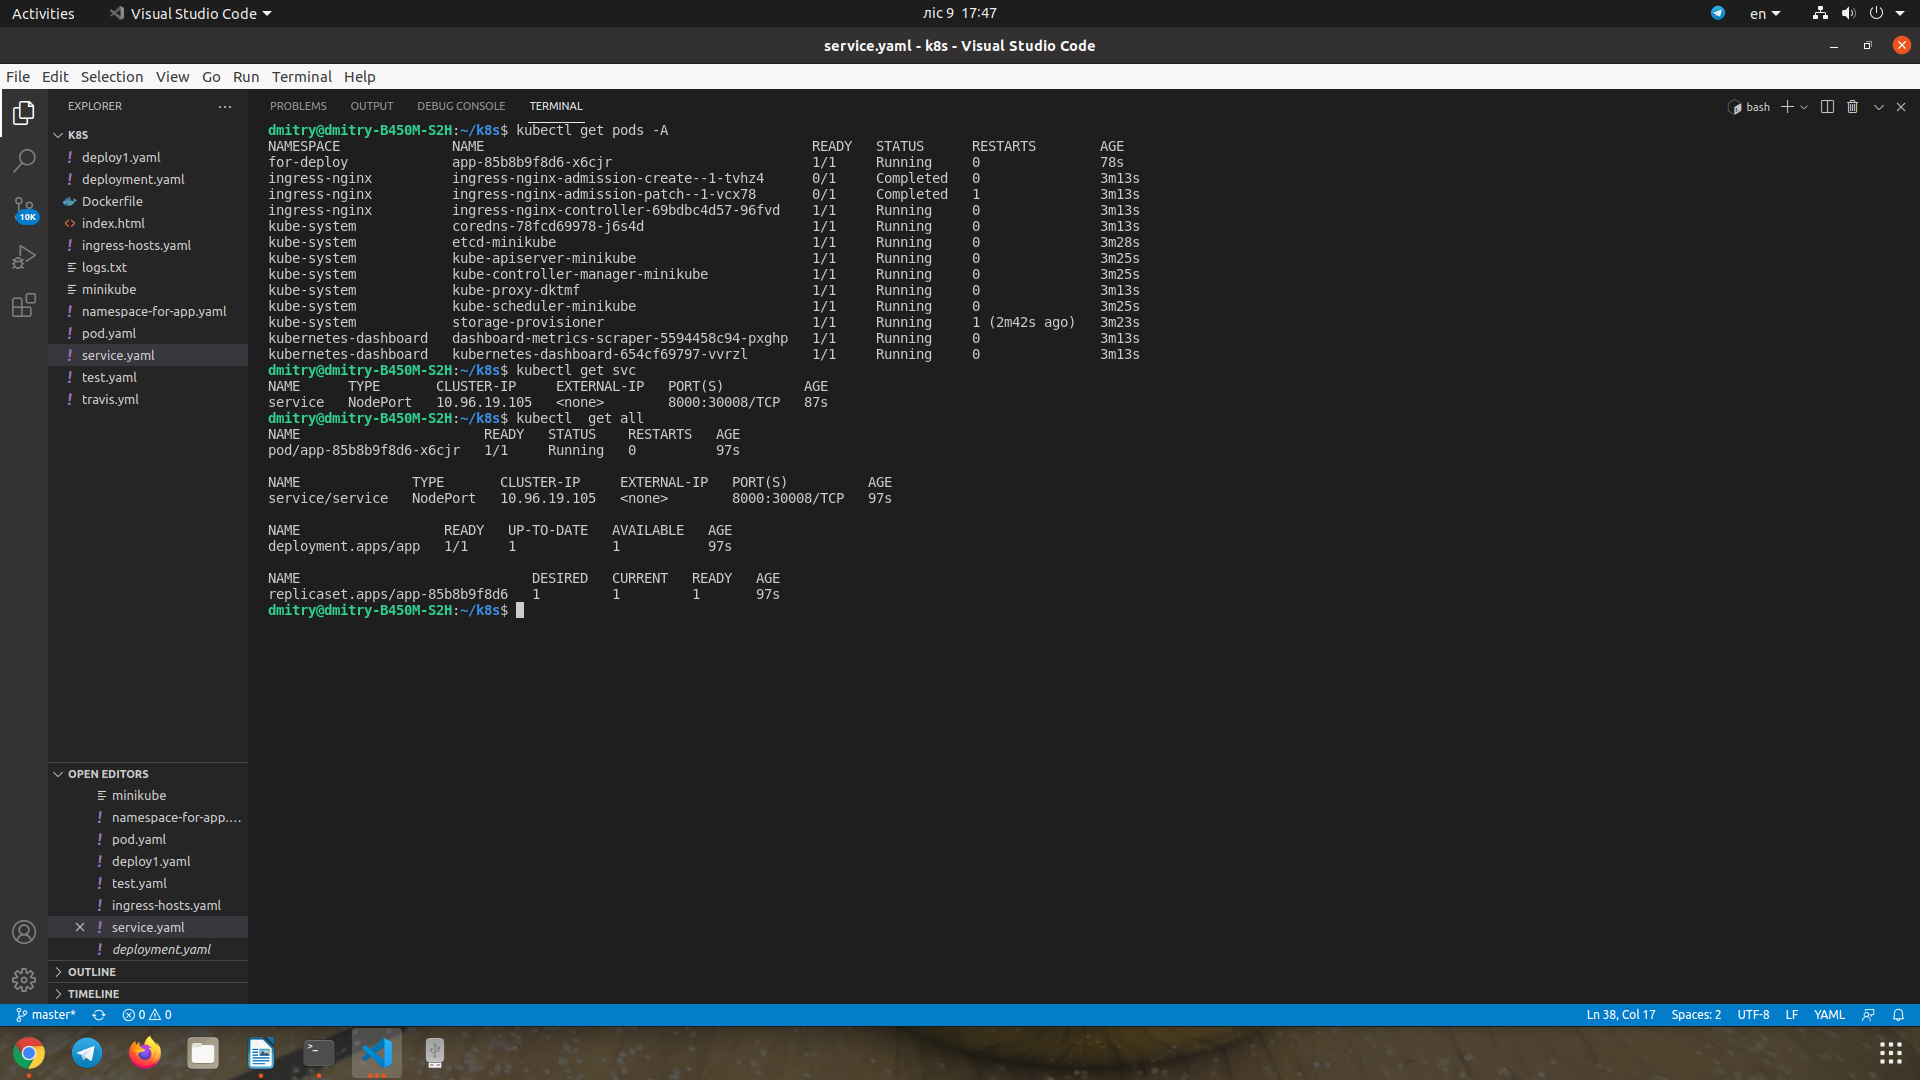 Activities Visual Studio Code ліс 9 17:47 en
service.yaml - k8s - Visual Studio Code
File Edit Selection View Go Run Terminal Help
EXPLORER
K8S
deploy1.yaml
deployment.yaml
Dockerfile
index.html
ingress-hosts.yaml
logs.txt
minikube
namespace-for-app.yaml
pod.yaml
service.yaml
test.yaml
travis.yml
10K
OPEN EDITORS
minikube
namespace-for-app....
pod.yaml
deploy1.yaml
test.yaml
ingress-hosts.yaml
service.yaml
deployment.yaml
OUTLINE
TIMELINE
PROBLEMS OUTPUT DEBUG CONSOLE TERMINAL bash
dmitry@dmitry-B450M-S2H:~/k8s$ kubectl get pods -A
NAMESPACE NAME READY STATUS RESTARTS AGE
for-deploy app-85b8b9f8d6-x6cjr 1/1 Running 0 78s
ingress-nginx ingress-nginx-admission-create--1-tvhz4 0/1 Completed 0 3m13s
ingress-nginx ingress-nginx-admission-patch--1-vcx78 0/1 Completed 1 3m13s
ingress-nginx ingress-nginx-controller-69bdbc4d57-96fvd 1/1 Running 0 3m13s
kube-system coredns-78fcd69978-j6s4d 1/1 Running 0 3m13s
kube-system etcd-minikube 1/1 Running 0 3m28s
kube-system kube-apiserver-minikube 1/1 Running 0 3m25s
kube-system kube-controller-manager-minikube 1/1 Running 0 3m25s
kube-system kube-proxy-dktmf 1/1 Running 0 3m13s
kube-system kube-scheduler-minikube 1/1 Running 0 3m25s
kube-system storage-provisioner 1/1 Running 1 (2m42s ago) 3m23s
kubernetes-dashboard dashboard-metrics-scraper-5594458c94-pxghp 1/1 Running 0 3m13s
kubernetes-dashboard kubernetes-dashboard-654cf69797-vvrzl 1/1 Running 0 3m13s
dmitry@dmitry-B450M-S2H:~/k8s$ kubectl get svc
NAME TYPE CLUSTER-IP EXTERNAL-IP PORT(S) AGE
service NodePort 10.96.19.105 <none> 8000:30008/TCP 87s
dmitry@dmitry-B450M-S2H:~/k8s$ kubectl  get all
NAME READY STATUS RESTARTS AGE
pod/app-85b8b9f8d6-x6cjr 1/1 Running 0 97s
NAME TYPE CLUSTER-IP EXTERNAL-IP PORT(S) AGE
service/service NodePort 10.96.19.105 <none> 8000:30008/TCP 97s
NAME READY UP-TO-DATE AVAILABLE AGE
deployment.apps/app 1/1 1 1 97s
NAME DESIRED CURRENT READY AGE
replicaset.apps/app-85b8b9f8d6 1 1 1 97s
dmitry@dmitry-B450M-S2H:~/k8s$
master* 0 0 Ln 38, Col 17 Spaces: 2 UTF-8 LF YAML